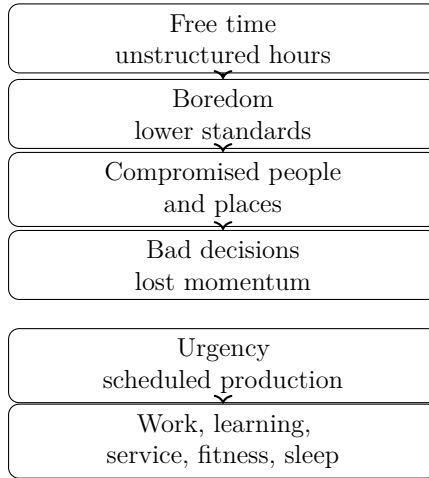 Free time
unstructured hours
Boredom
lower standards
Compromised people
and places
Bad decisions
lost momentum
Urgency
scheduled production
Work, learning,
service, fitness, sleep